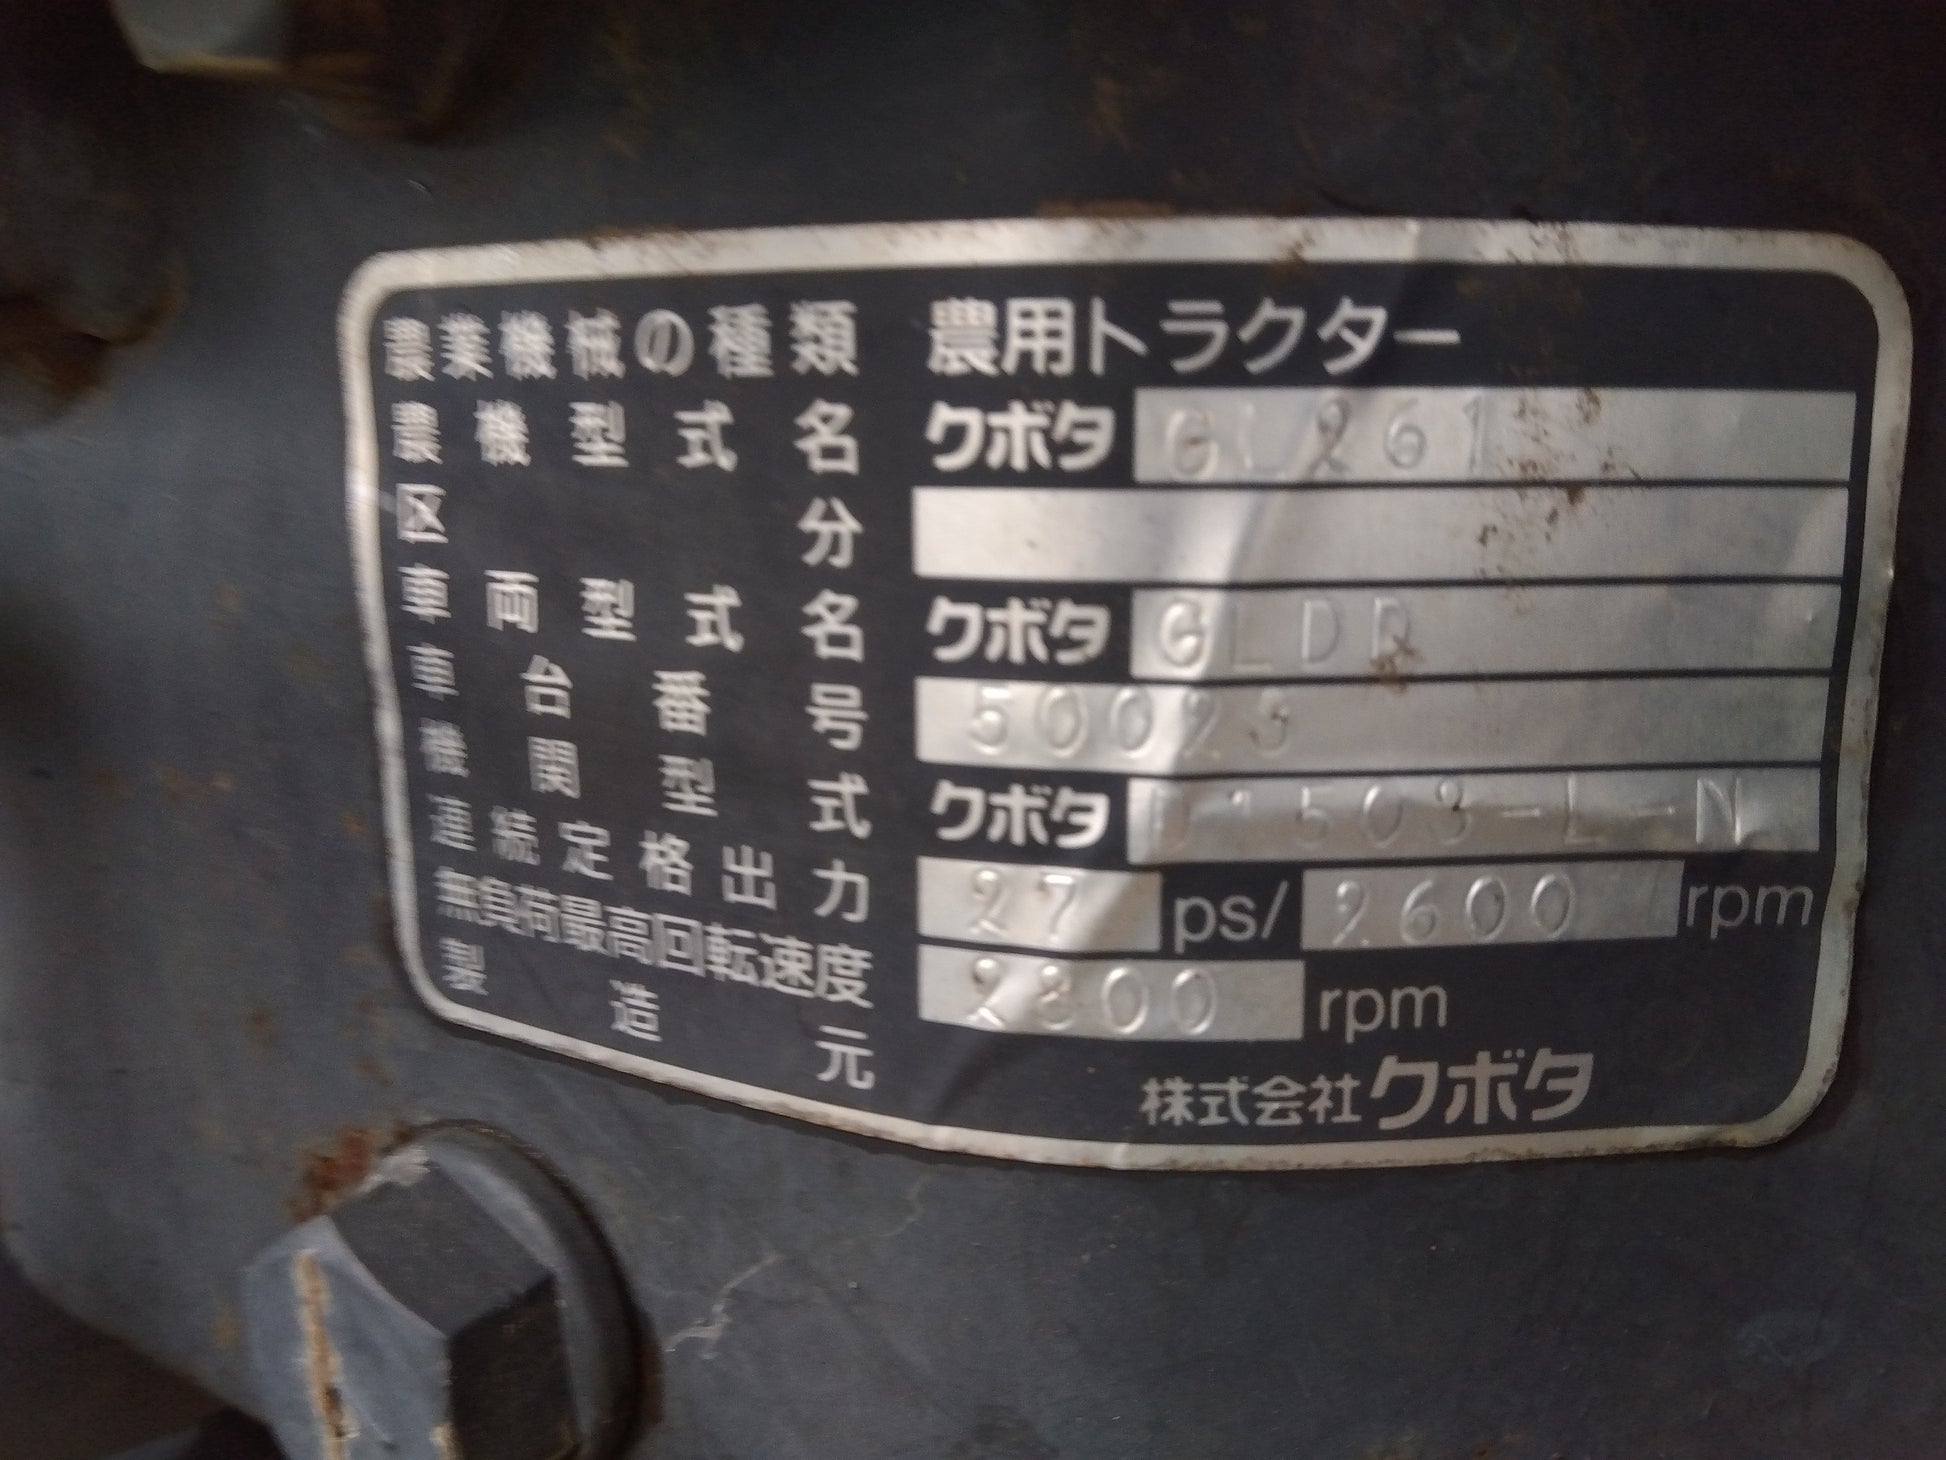 農業機械の種類 農用トラクター
農機型式名 クボタ GL261
区分
車両型式名 クボタ GLDD
車台番号 50023
機関型式 クボタ D1503-L-N
連続定格出力 27 ps/ 2600 rpm
無負荷最高回転速度 2800 rpm
製造元
株式会社クボタ